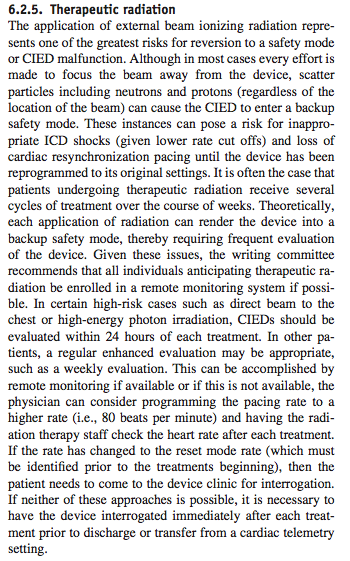 6.2.5. Therapeutic radiation
The application of external beam ionizing radiation repre-
sents one of the greatest risks for reversion to a safety mode
or CIED malfunction. Although in most cases every effort is
made to focus the beam away from the device, scatter
particles including neutrons and protons (regardless of the
location of the beam) can cause the CIED to enter a backup
safety mode. These instances can pose a risk for inappro-
priate ICD shocks (given lower rate cut offs) and loss of
cardiac resynchronization pacing until the device has been
reprogrammed to its original settings. It is often the case that
patients undergoing therapeutic radiation receive several
cycles of treatment over the course of weeks. Theoretically,
each application of radiation can render the device into a
backup safety mode, thereby requiring frequent evaluation
of the device. Given these issues, the writing committee
recommends that all individuals anticipating therapeutic ra-
diation be enrolled in a remote monitoring system if possi-
ble. In certain high-risk cases such as direct beam to the
chest or high-energy photon irradiation, CIEDs should be
evaluated within 24 hours of each treatment. In other pa-
tients, a regular enhanced evaluation may be appropriate,
such as a weekly evaluation. This can be accomplished by
remote monitoring if available or if this is not available, the
physician can consider programming the pacing rate to a
higher rate (i.e., 80 beats per minute) and having the radi-
ation therapy staff check the heart rate after each treatment.
If the rate has changed to the reset mode rate (which must
be identified prior to the treatments beginning), then the
patient needs to come to the device clinic for interrogation.
If neither of these approaches is possible, it is necessary to
have the device interrogated immediately after each treat-
ment prior to discharge or transfer from a cardiac telemetry
setting.